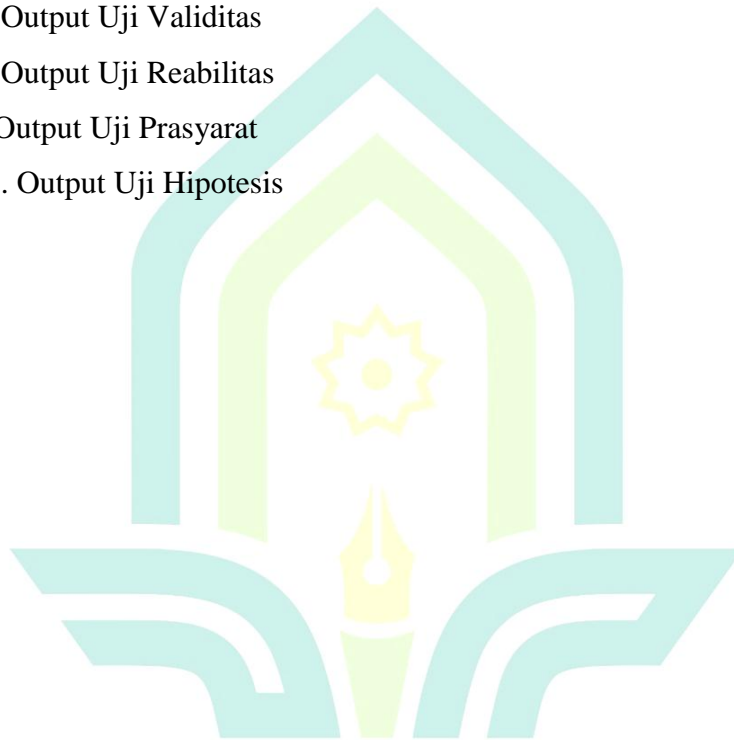 Output Uji Validitas
Output Uji Reabilitas
Output Uji Prasyarat
. Output Uji Hipotesis